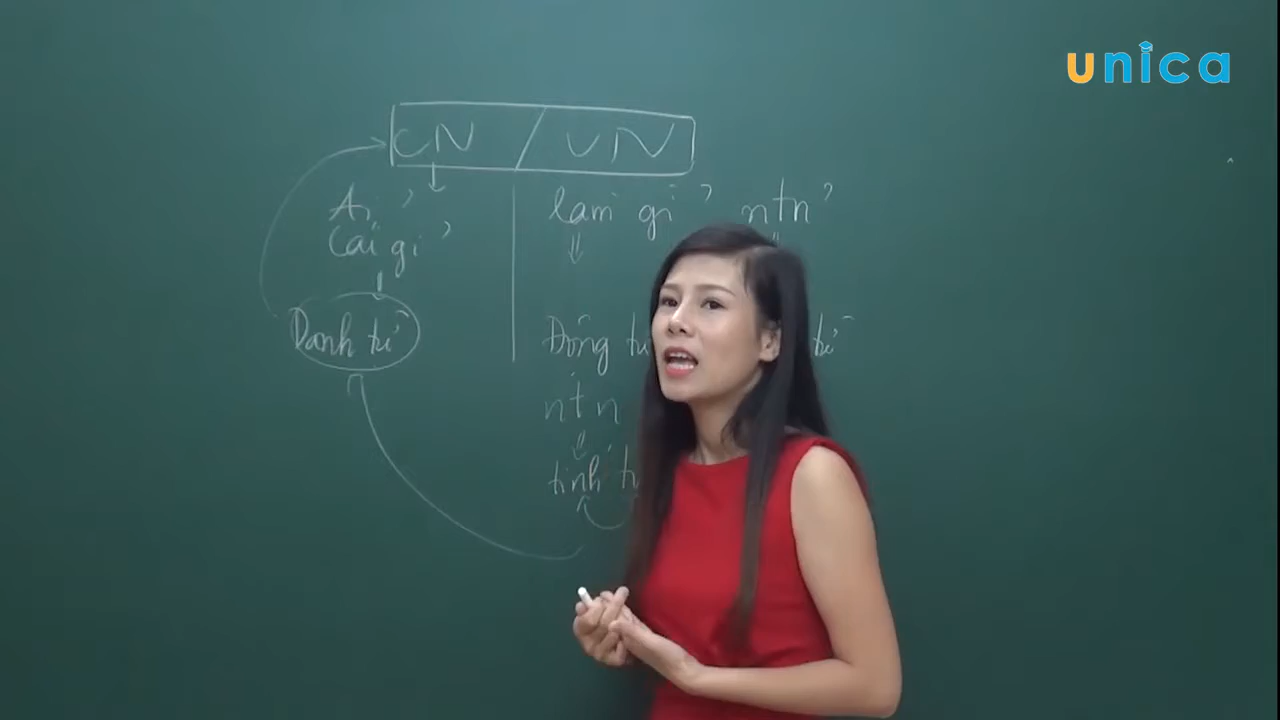 unica
CN / VN
Ai ?
Cái gì ?
làm gì ? ntn ?
Danh từ
Động từ
ntn
tính từ